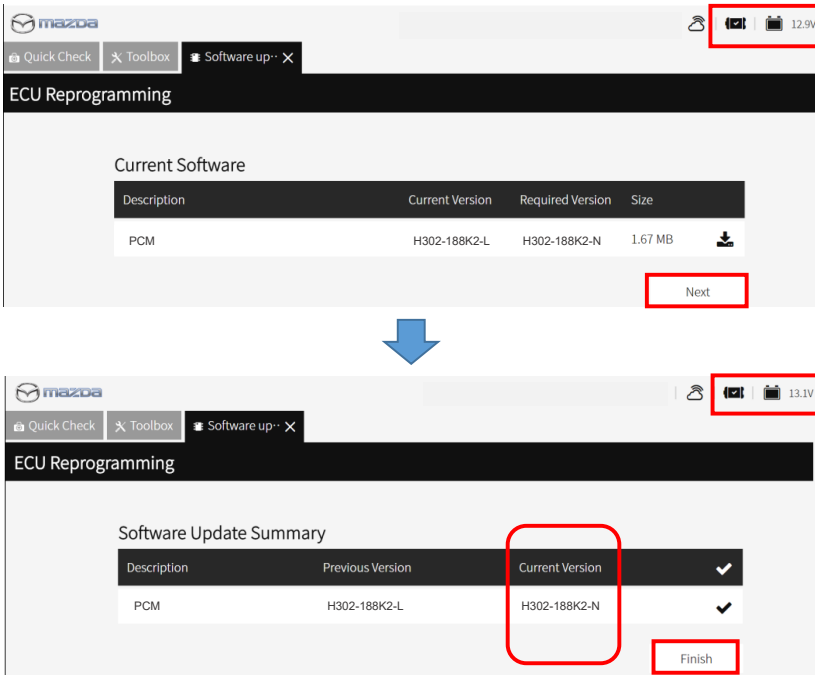 mazda
12.9V
Quick Check Toolbox Software up··
ECU Reprogramming
Current Software
Description Current Version Required Version Size
PCM H302-188K2-L H302-188K2-N 1.67 MB
Next
mazda
13.1V
Quick Check Toolbox Software up··
ECU Reprogramming
Software Update Summary
Description Previous Version Current Version
PCM H302-188K2-L H302-188K2-N
Finish